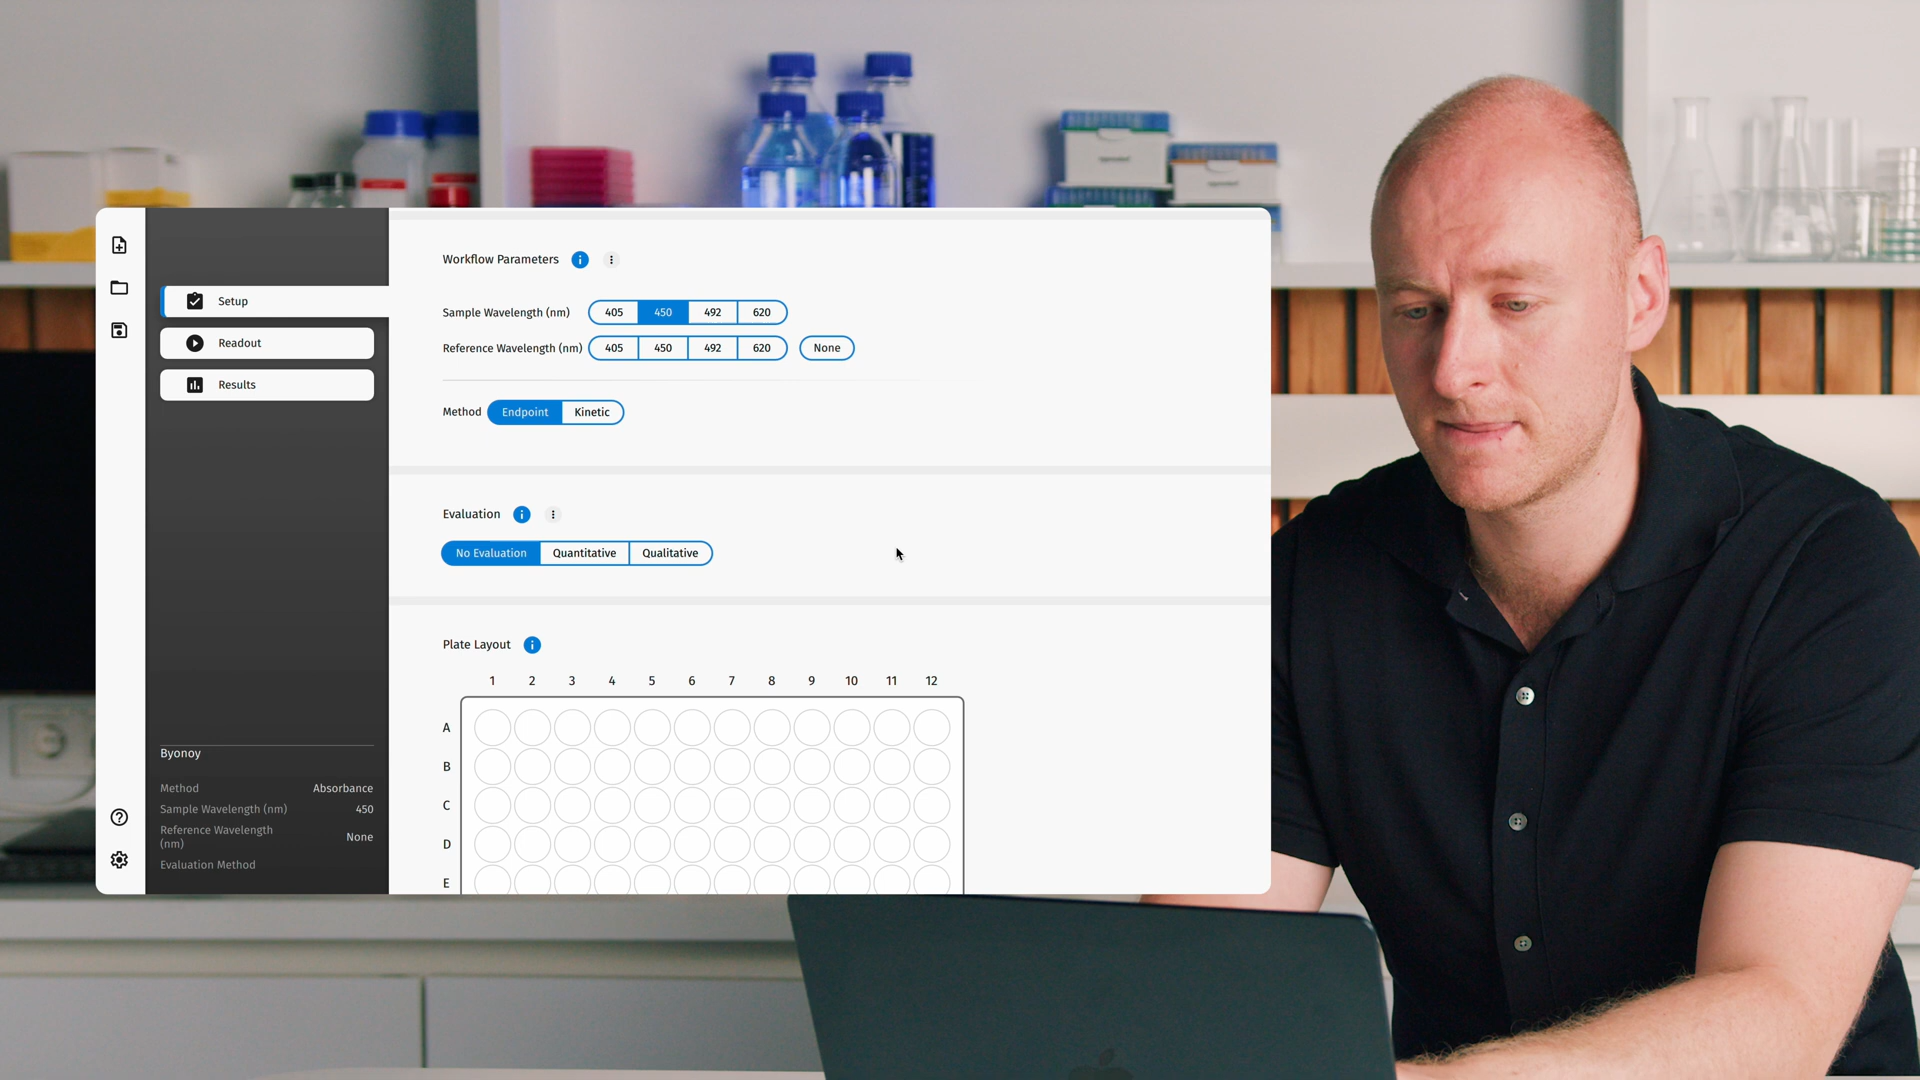 Setup
Readout
Results
Byonoy
Method Absorbance
Sample Wavelength (nm) 450
Reference Wavelength (nm) None
Evaluation Method
Workflow Parameters
Sample Wavelength (nm) 405 450 492 620
Reference Wavelength (nm) 405 450 492 620 None
Method Endpoint Kinetic
Evaluation
No Evaluation Quantitative Qualitative
Plate Layout
1 2 3 4 5 6 7 8 9 10 11 12
A
B
C
D
E